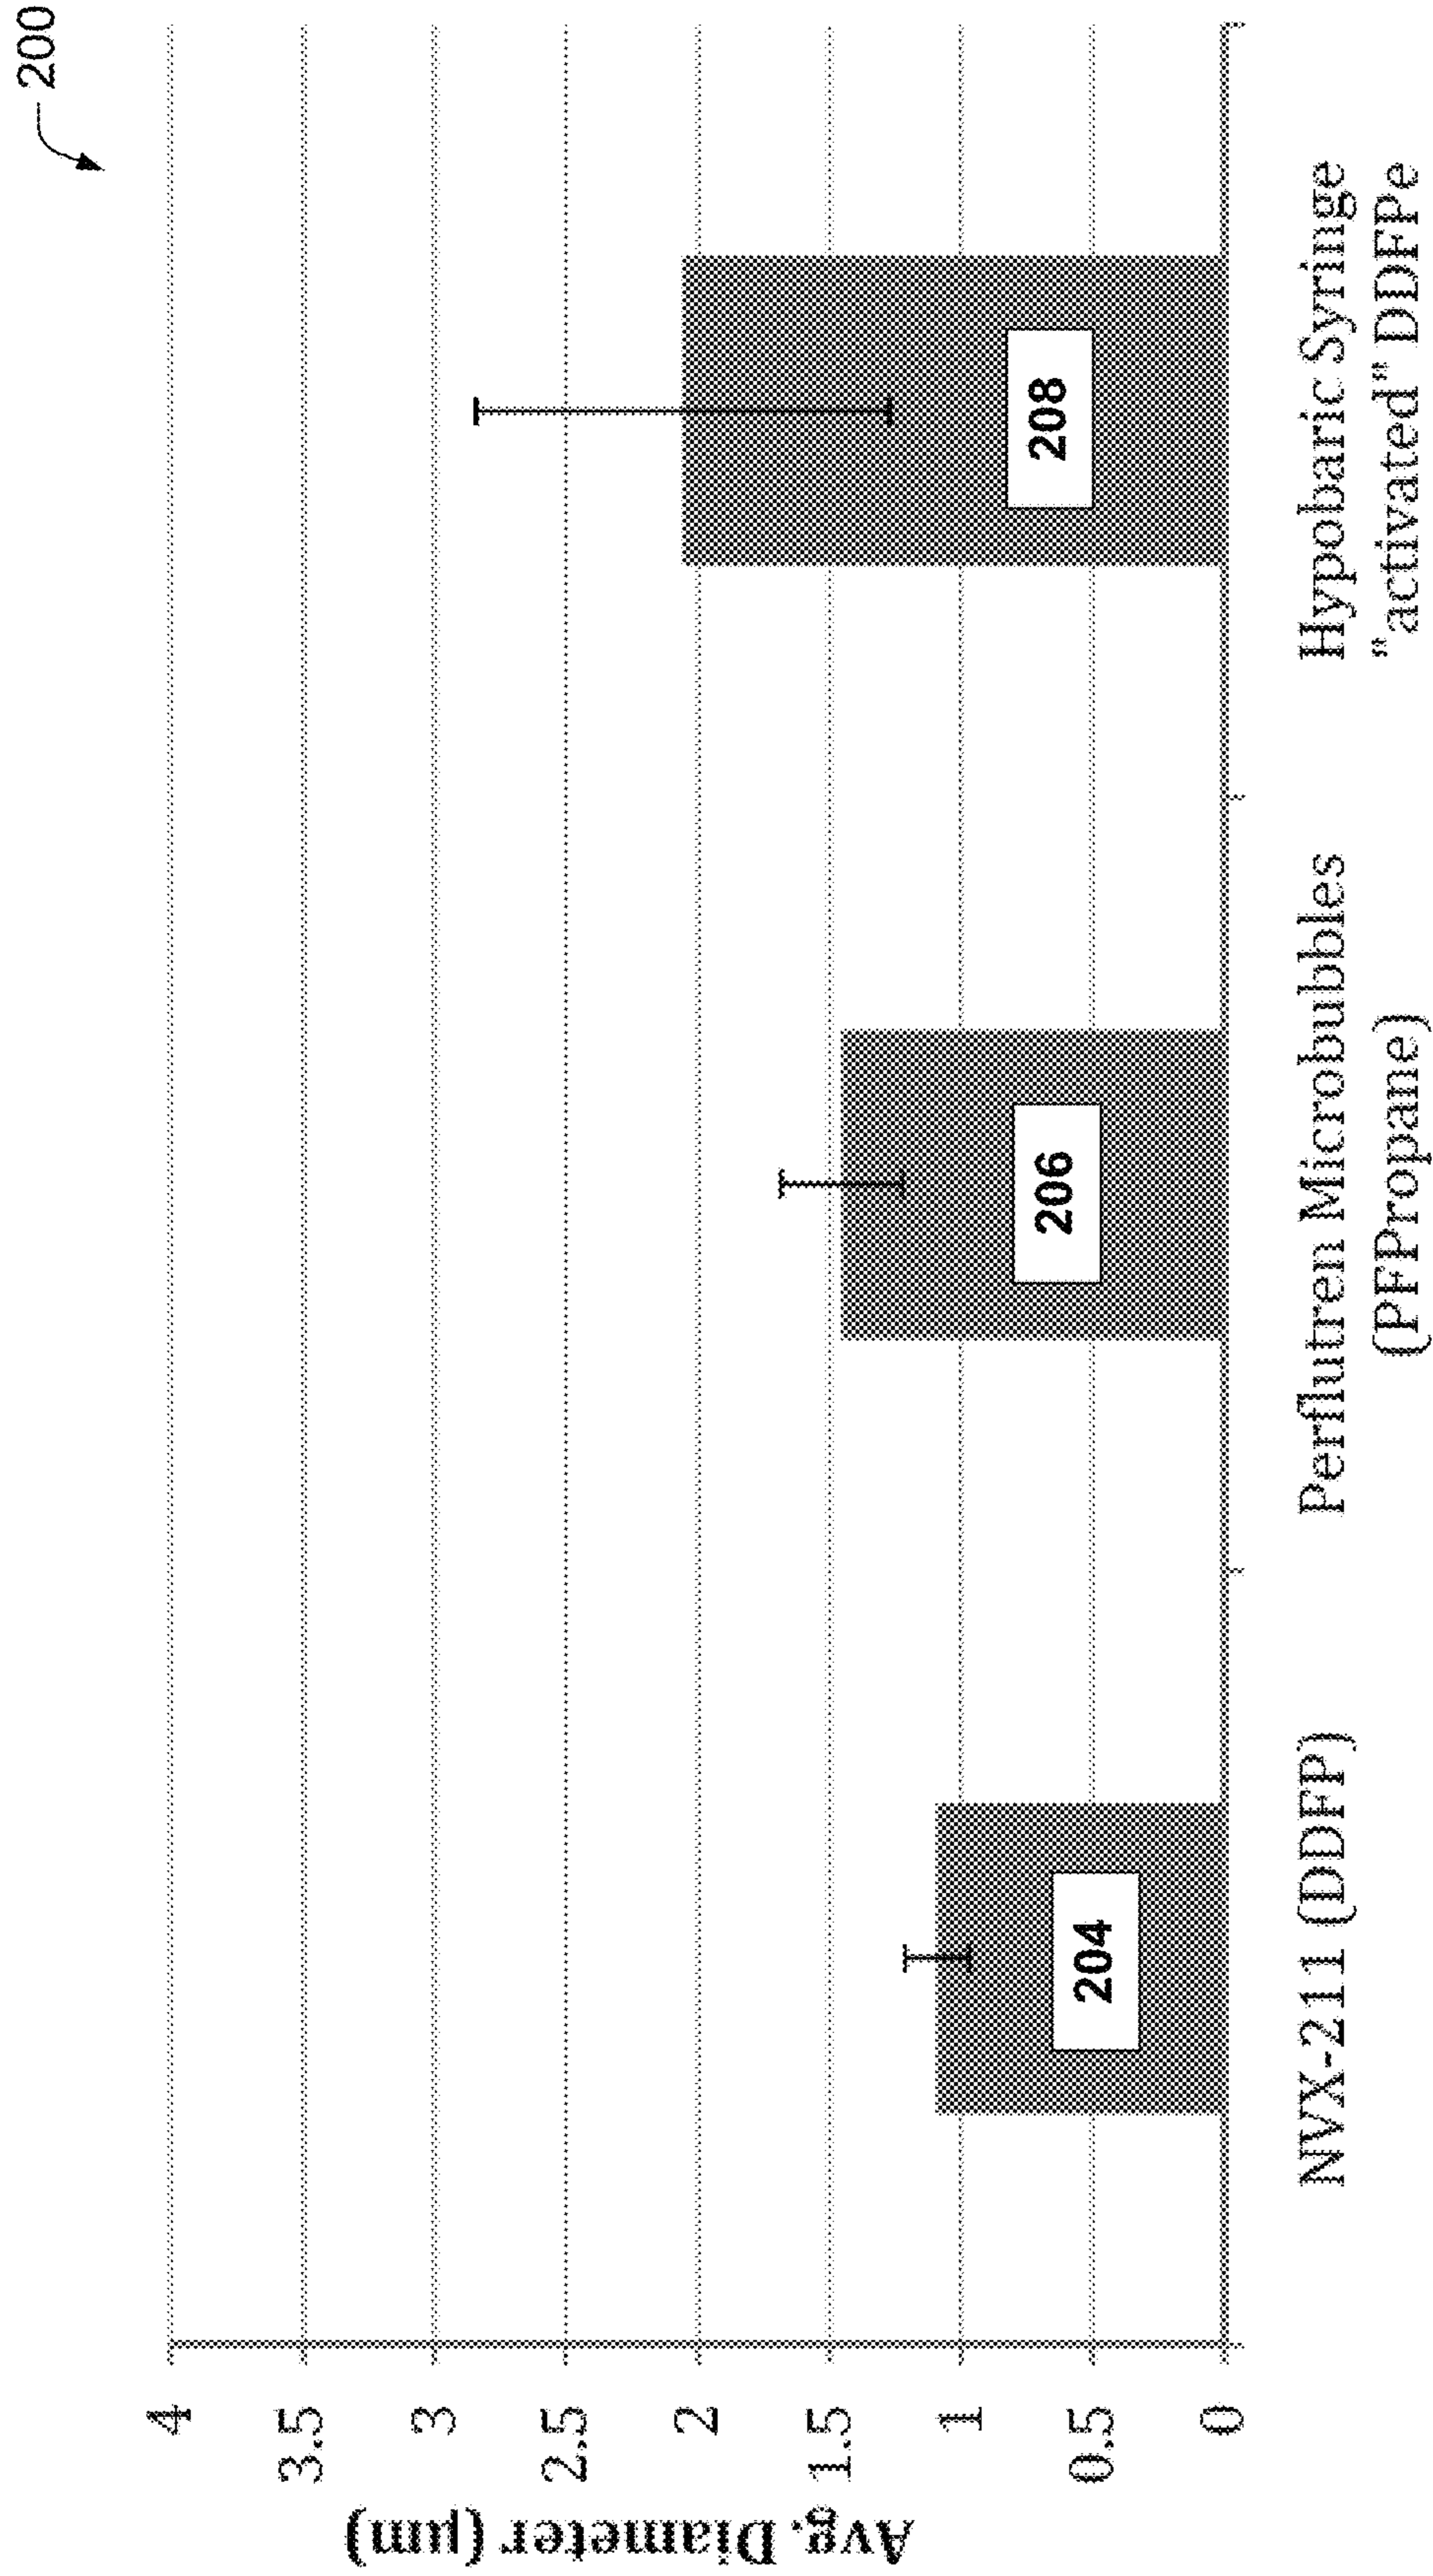 200
Avg. Diameter (μm)
4
3.5
3
2.5
2
1.5
1
0.5
0
204
206
208
NVX-211 (DDFP)
Perflutren Microbubbles
(PFPropane)
Hypobaric Syringe
"activated" DDFPe